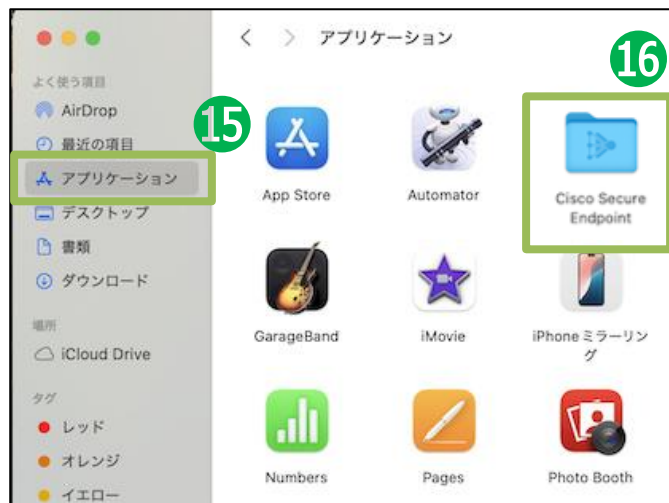 アプリケーション
よく使う項目
AirDrop
最近の項目
アプリケーション
デスクトップ
書類
ダウンロード
場所
iCloud Drive
タグ
レッド
オレンジ
イエロー
15
16
App Store
Automator
Cisco Secure
Endpoint
GarageBand
iMovie
iPhoneミラーリン
グ
Numbers
Pages
Photo Booth